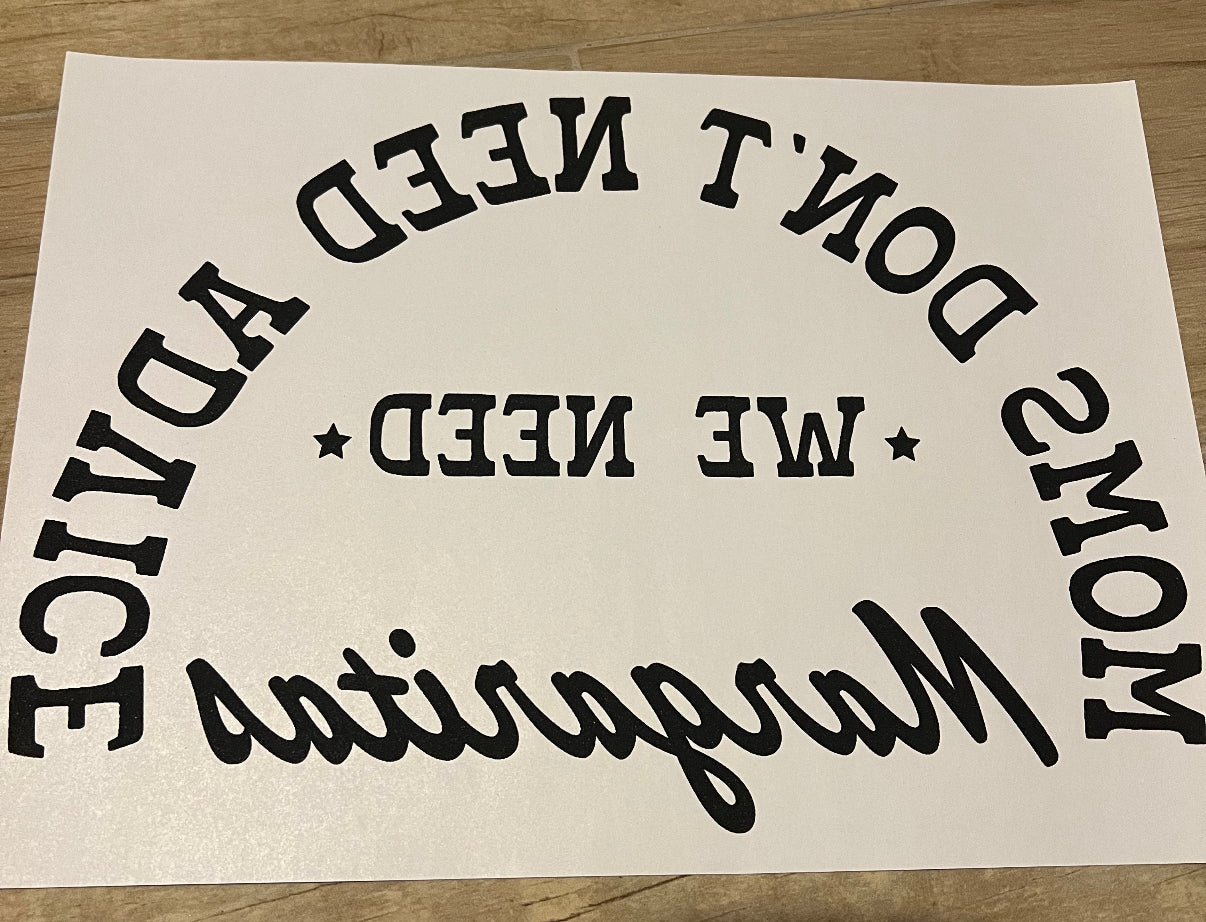 MOMS DON'T NEED ADVICE
★ WE NEED ★
Margaritas